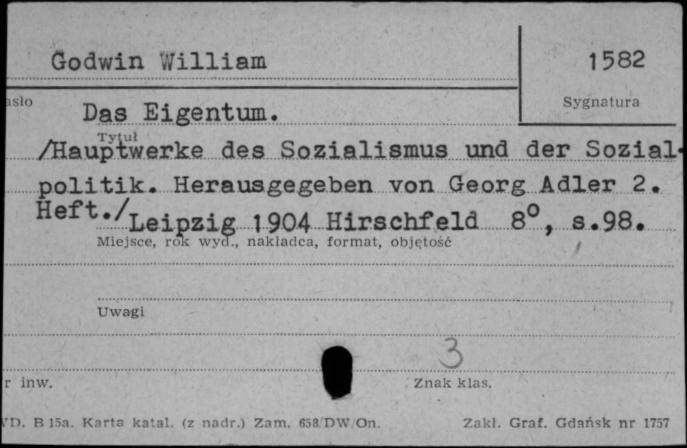 Godwin William
1582
asło
Sygnatura
Das Eigentum.
Tytuł
/Hauptwerke des Sozialismus und der Sozial-
politik. Herausgegeben von Georg Adler 2.
Heft./Leipzig 1904 Hirschfeld 8°, s.98.
Miejsce, rok wyd., nakładca, format, objętość
Uwagi
3
r inw.
Znak klas.
VD. B 15a. Karta katal. (z nadr.) Zam. 658/DW/On.
Zakł. Graf. Gdańsk nr 1757